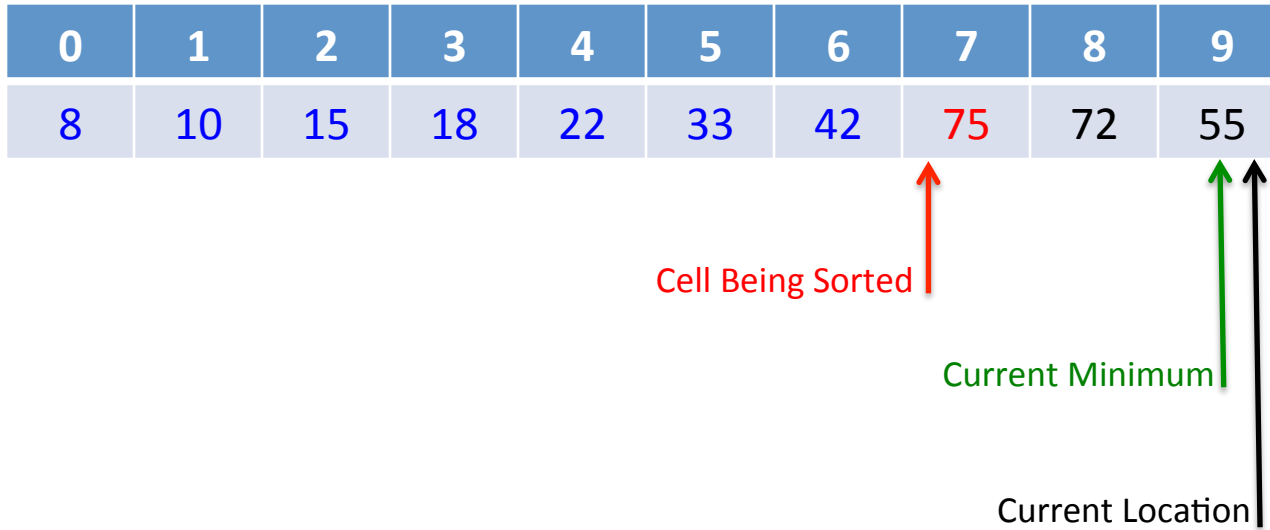 0 1 2 3 4 5 6 7 8 9
8 10 15 18 22 33 42 75 72 55
Cell Being Sorted
Current Minimum
Current Location